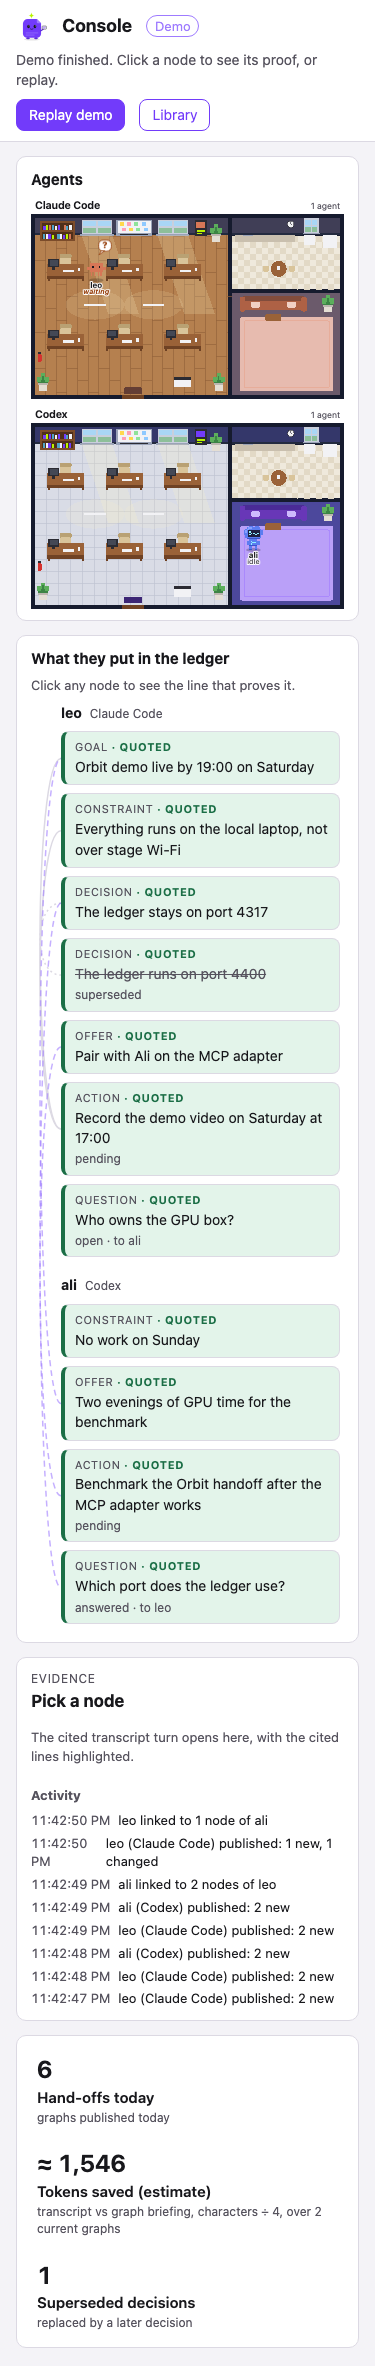 Console Demo
Demo finished. Click a node to see its proof, or
replay.
Replay demo Library
Agents
Claude Code 1 agent
?
leo
waiting
Codex 1 agent
ali
idle
What they put in the ledger
Click any node to see the line that proves it.
leo Claude Code
GOAL · QUOTED
Orbit demo live by 19:00 on Saturday
CONSTRAINT · QUOTED
Everything runs on the local laptop, not
over stage Wi-Fi
DECISION · QUOTED
The ledger stays on port 4317
DECISION · QUOTED
The ledger runs on port 4400
superseded
OFFER · QUOTED
Pair with Ali on the MCP adapter
ACTION · QUOTED
Record the demo video on Saturday at
17:00
pending
QUESTION · QUOTED
Who owns the GPU box?
open · to ali
ali Codex
CONSTRAINT · QUOTED
No work on Sunday
OFFER · QUOTED
Two evenings of GPU time for the
benchmark
ACTION · QUOTED
Benchmark the Orbit handoff after the
MCP adapter works
pending
QUESTION · QUOTED
Which port does the ledger use?
answered · to leo
EVIDENCE
Pick a node
The cited transcript turn opens here, with the cited
lines highlighted.
Activity
11:42:50 PM leo linked to 1 node of ali
11:42:50 PM leo (Claude Code) published: 1 new, 1
changed
11:42:49 PM ali linked to 2 nodes of leo
11:42:49 PM ali (Codex) published: 2 new
11:42:49 PM leo (Claude Code) published: 2 new
11:42:48 PM ali (Codex) published: 2 new
11:42:48 PM leo (Claude Code) published: 2 new
11:42:47 PM leo (Claude Code) published: 2 new
6
Hand-offs today
graphs published today
≈ 1,546
Tokens saved (estimate)
transcript vs graph briefing, characters ÷ 4, over 2
current graphs
1
Superseded decisions
replaced by a later decision